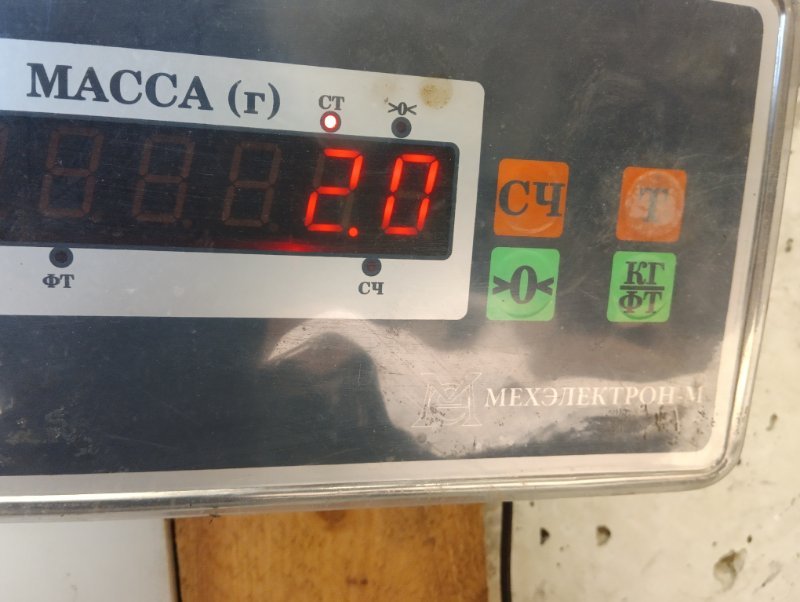 МАССА (г)
СТ >0<
2.0
ФТ СЧ
СЧ Т
>0< КГ
ФТ
МЕХЭЛЕКТРОН-М